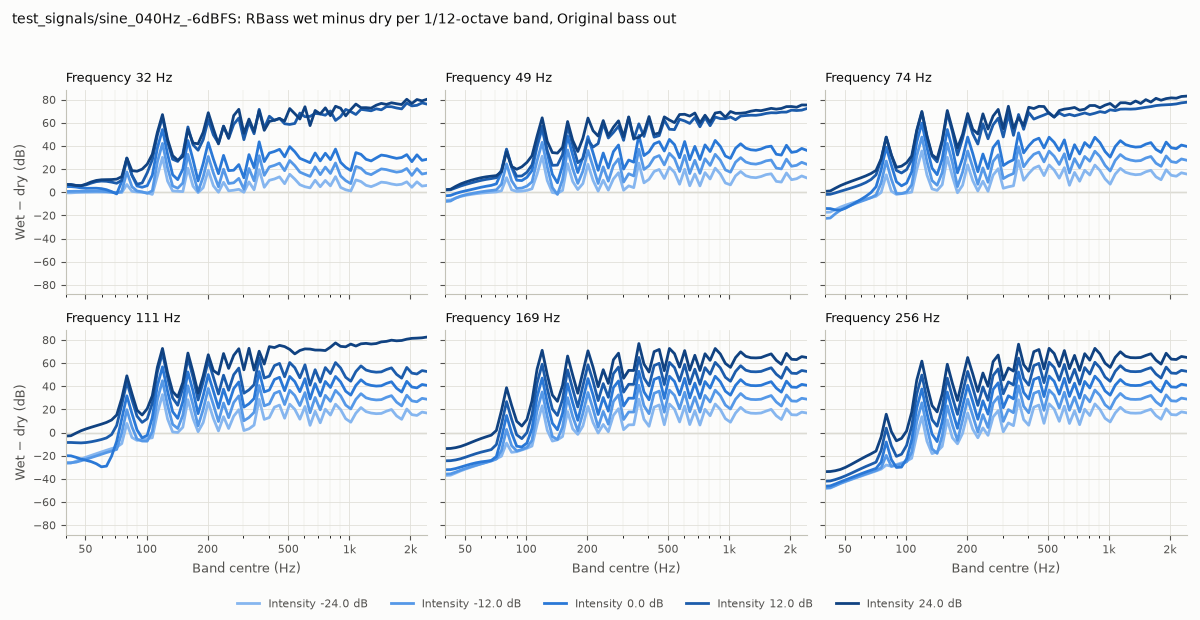 test_signals/sine_040Hz_-6dBFS: RBass wet minus dry per 1/12-octave band, Original bass out
Frequency 32 Hz
Frequency 49 Hz
Frequency 74 Hz
80
60
40
20
0
−20
−40
−60
−80
Wet − dry (dB)
Frequency 111 Hz
Frequency 169 Hz
Frequency 256 Hz
80
60
40
20
0
−20
−40
−60
−80
Wet − dry (dB)
50 100 200 500 1k 2k
50 100 200 500 1k 2k
50 100 200 500 1k 2k
Band centre (Hz)
Band centre (Hz)
Band centre (Hz)
Intensity -24.0 dB
Intensity -12.0 dB
Intensity 0.0 dB
Intensity 12.0 dB
Intensity 24.0 dB